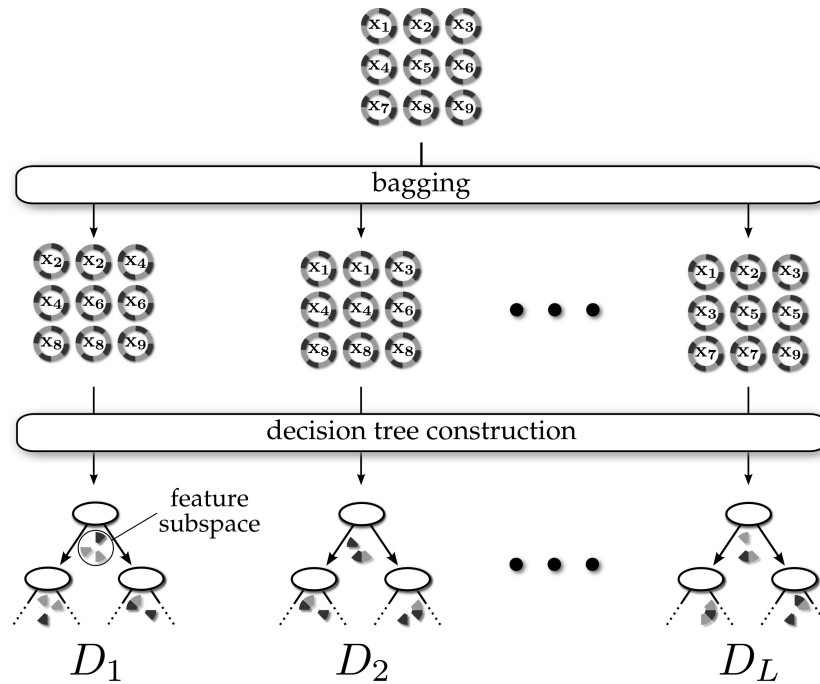 x1 x2 x3
x4 x5 x6
x7 x8 x9
bagging
x2 x2 x4
x4 x6 x6
x8 x8 x9
x1 x1 x3
x4 x4 x6
x8 x8 x8
x1 x2 x3
x3 x5 x5
x7 x7 x9
decision tree construction
feature
subspace
D1
D2
DL